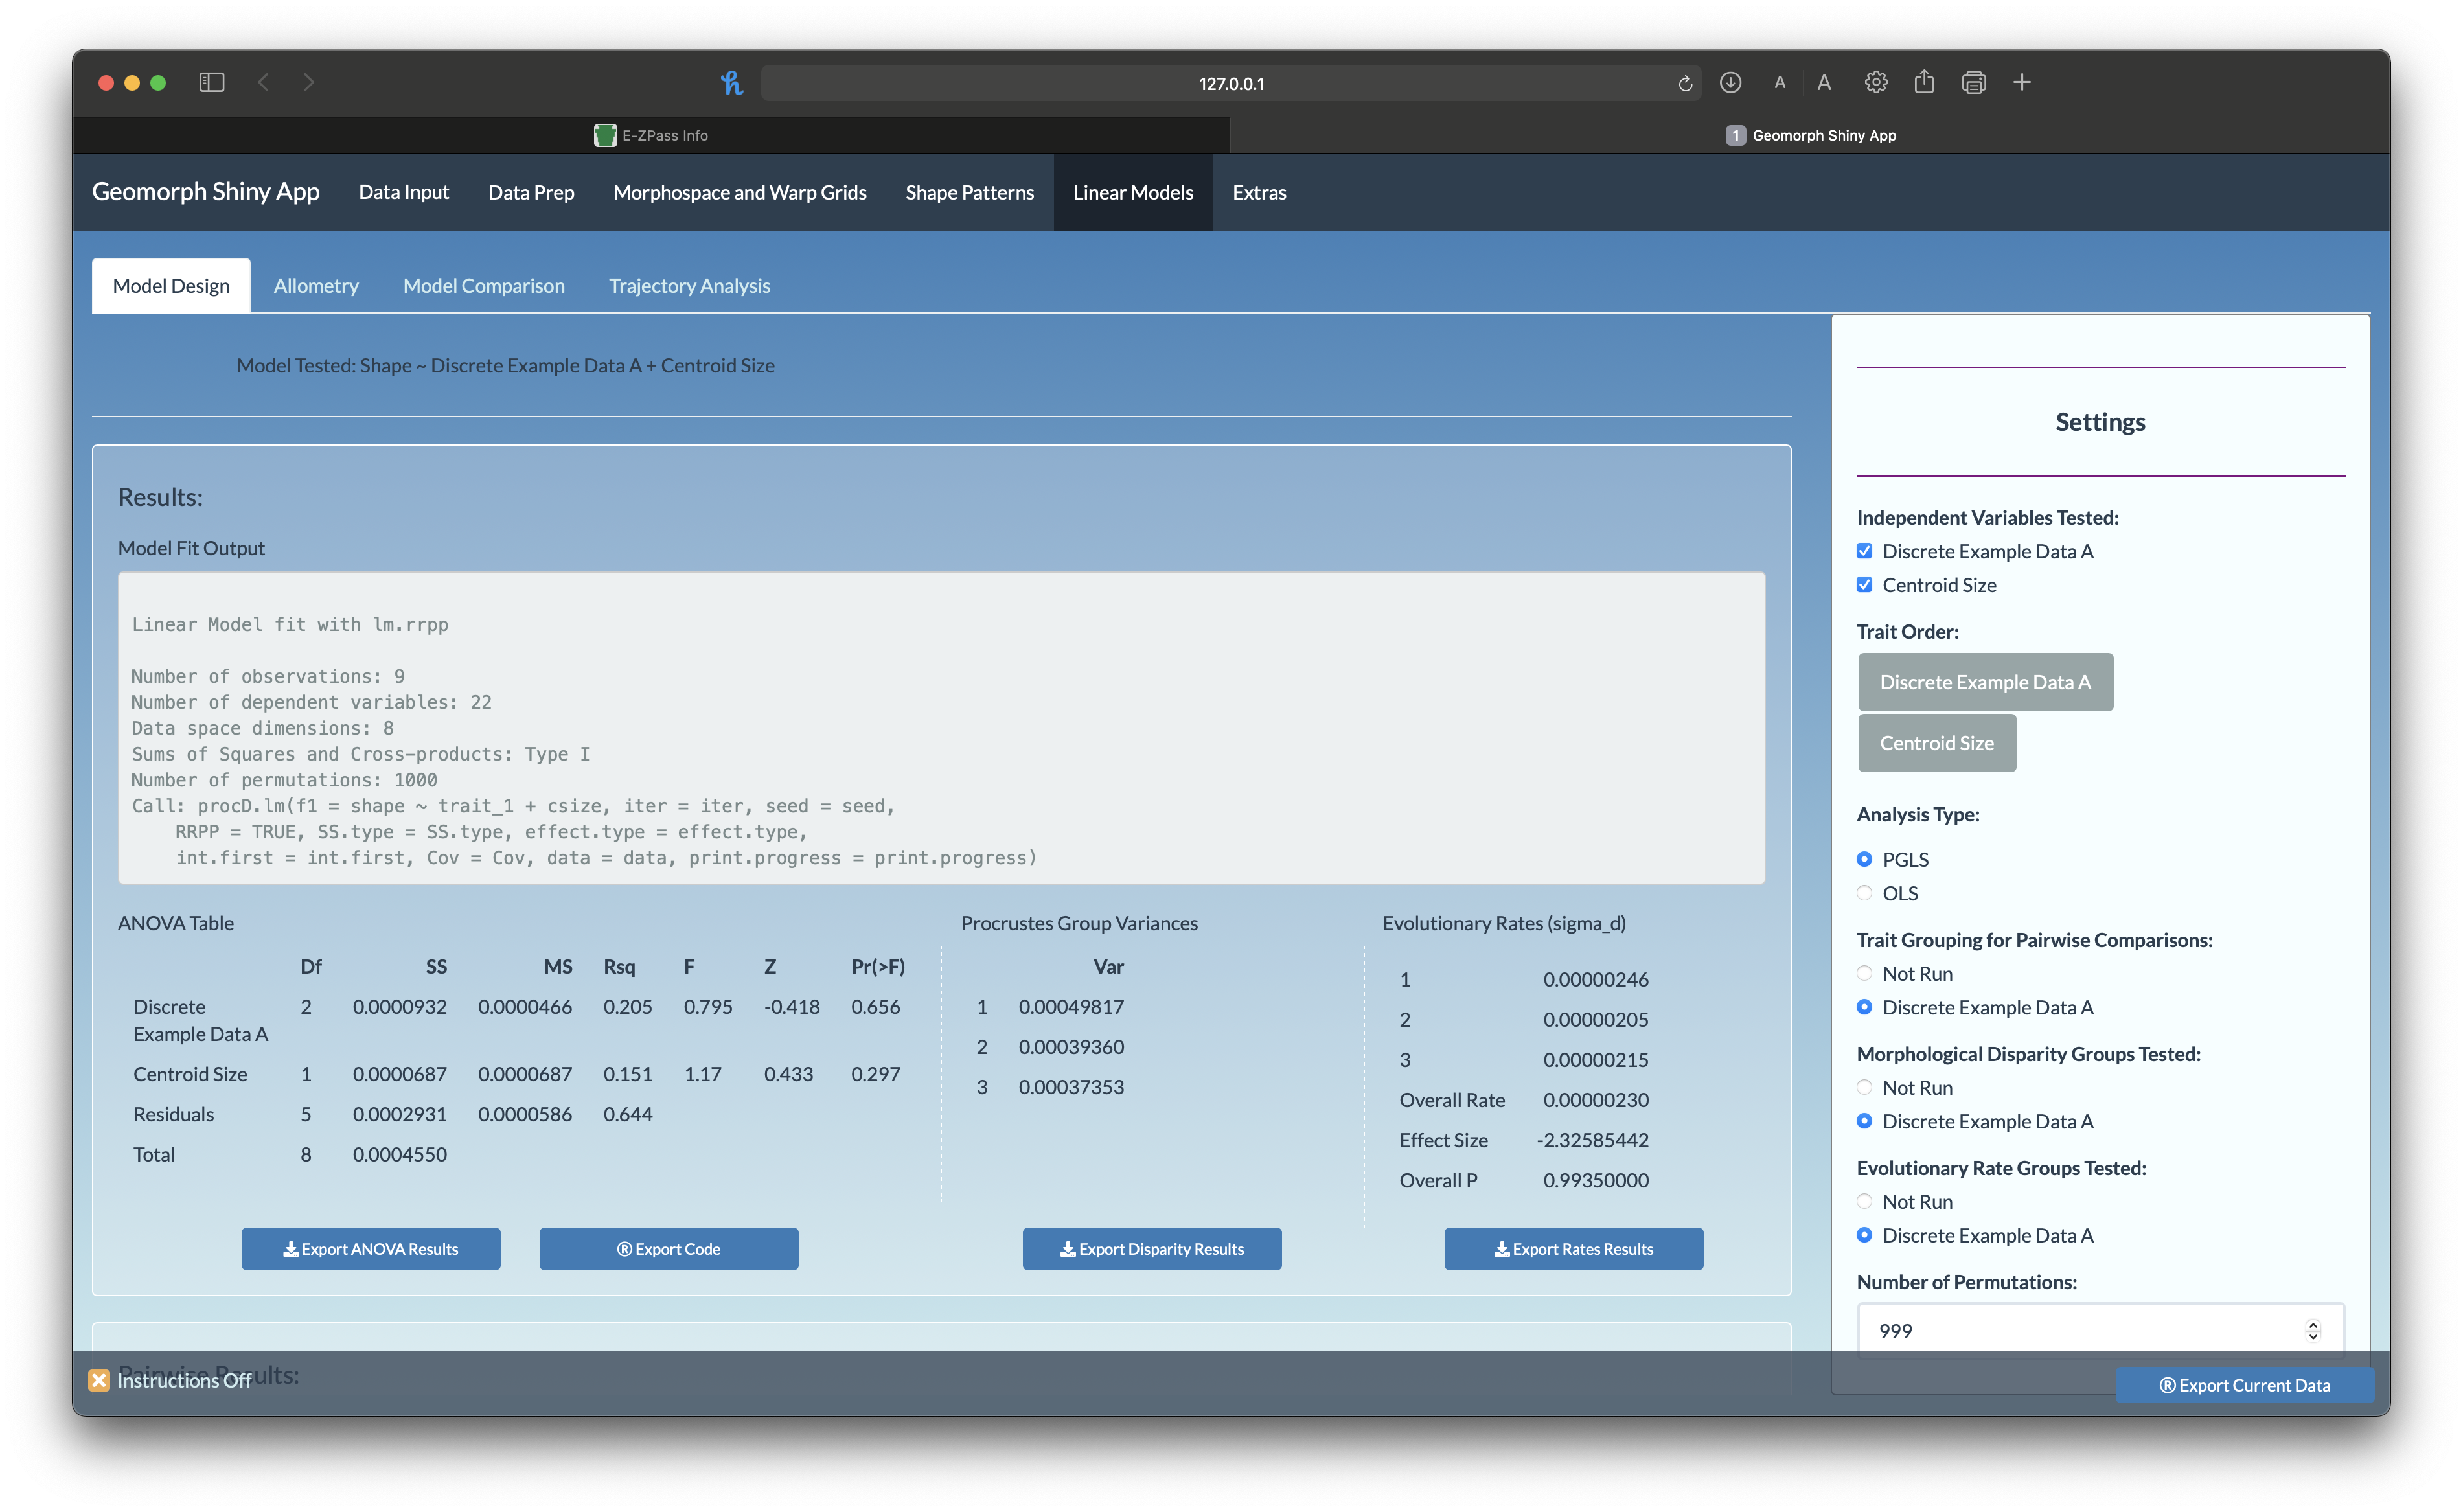 127.0.0.1
A A
E-ZPass Info
1 Geomorph Shiny App
Geomorph Shiny App Data Input Data Prep Morphospace and Warp Grids Shape Patterns Linear Models Extras
Model Design Allometry Model Comparison Trajectory Analysis
Model Tested: Shape ~ Discrete Example Data A + Centroid Size
Results:
Model Fit Output
Linear Model fit with lm.rrpp
Number of observations: 9
Number of dependent variables: 22
Data space dimensions: 8
Sums of Squares and Cross-products: Type I
Number of permutations: 1000
Call: procD.lm(f1 = shape ~ trait_1 + csize, iter = iter, seed = seed,
RRPP = TRUE, SS.type = SS.type, effect.type = effect.type,
int.first = int.first, Cov = Cov, data = data, print.progress = print.progress)
ANOVA Table
Df SS MS Rsq F Z Pr(>F)
Discrete
Example Data A 2 0.0000932 0.0000466 0.205 0.795 -0.418 0.656
Centroid Size 1 0.0000687 0.0000687 0.151 1.17 0.433 0.297
Residuals 5 0.0002931 0.0000586 0.644
Total 8 0.0004550
Export ANOVA Results
® Export Code
Procrustes Group Variances
Var
1 0.00049817
2 0.00039360
3 0.00037353
Export Disparity Results
Evolutionary Rates (sigma_d)
1 0.00000246
2 0.00000205
3 0.00000215
Overall Rate 0.00000230
Effect Size -2.32585442
Overall P 0.99350000
Export Rates Results
Pairwise Results:
Instructions Off
Settings
Independent Variables Tested:
Discrete Example Data A
Centroid Size
Trait Order:
Discrete Example Data A
Centroid Size
Analysis Type:
PGLS
OLS
Trait Grouping for Pairwise Comparisons:
Not Run
Discrete Example Data A
Morphological Disparity Groups Tested:
Not Run
Discrete Example Data A
Evolutionary Rate Groups Tested:
Not Run
Discrete Example Data A
Number of Permutations:
999
® Export Current Data